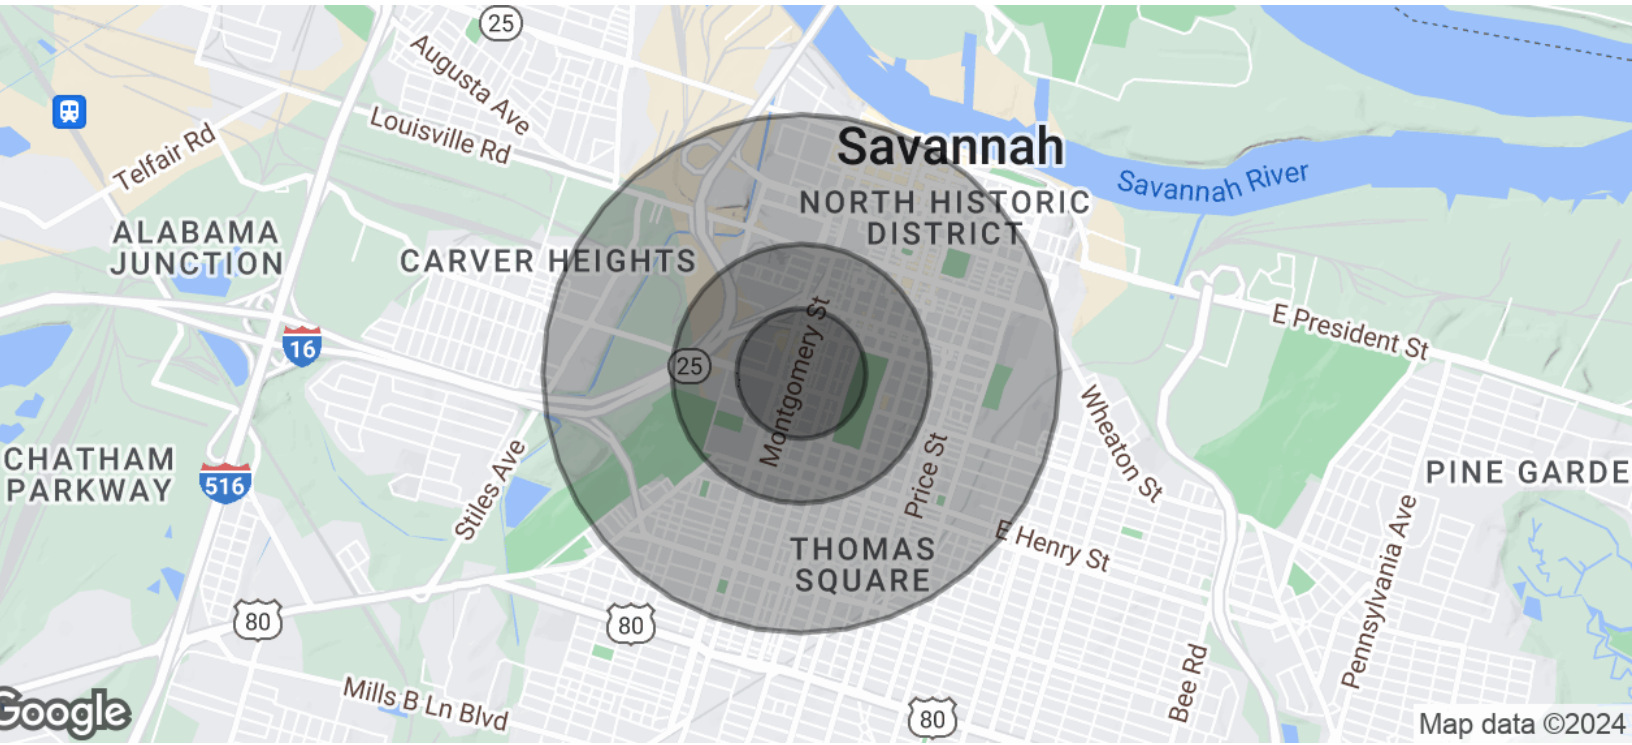 25
Augusta Ave
Louisville Rd
Telfair Rd
Savannah
Savannah River
NORTH HISTORIC
DISTRICT
ALABAMA
JUNCTION
CARVER HEIGHTS
Montgomery St
E President St
16
25
Wheaton St
CHATHAM
PARKWAY
516
Stiles Ave
Price St
PINE GARDE
E Henry St
THOMAS
SQUARE
Pennsylvania Ave
80
80
Bee Rd
Mills B Ln Blvd
80
Google
Map data ©2024